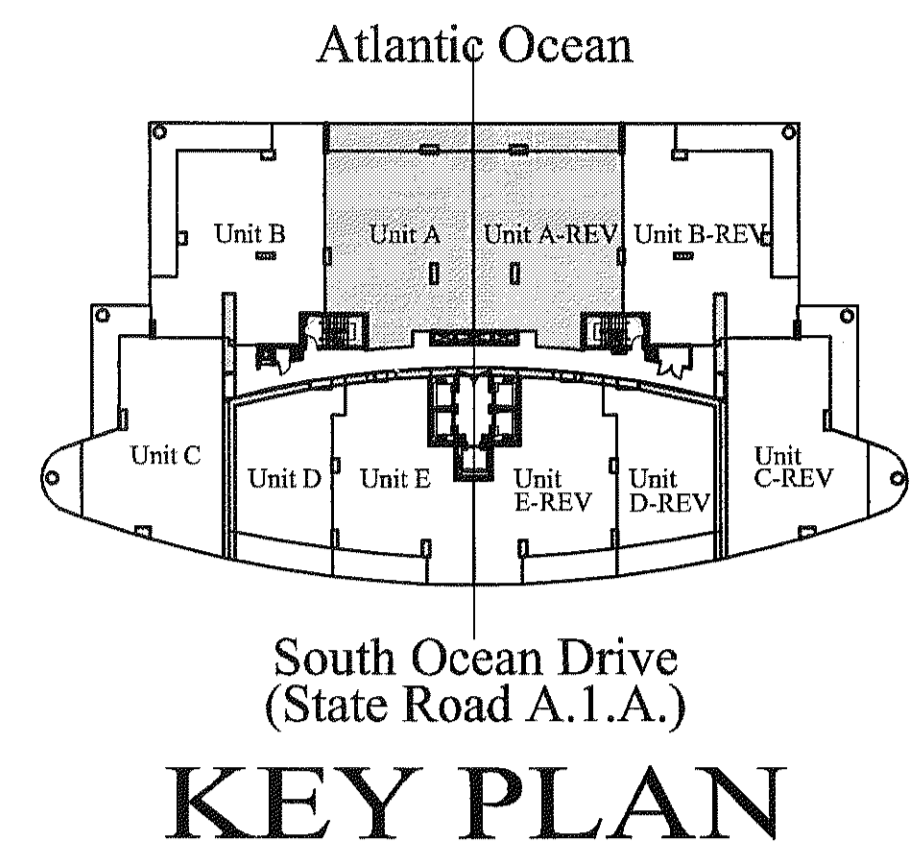 Atlantic Ocean
Unit B
Unit A
Unit A-REV
Unit B-REV
Unit C
Unit D
Unit E
Unit
E-REV
Unit
D-REV
Unit
C-REV
South Ocean Drive
(State Road A.1.A.)
KEY PLAN